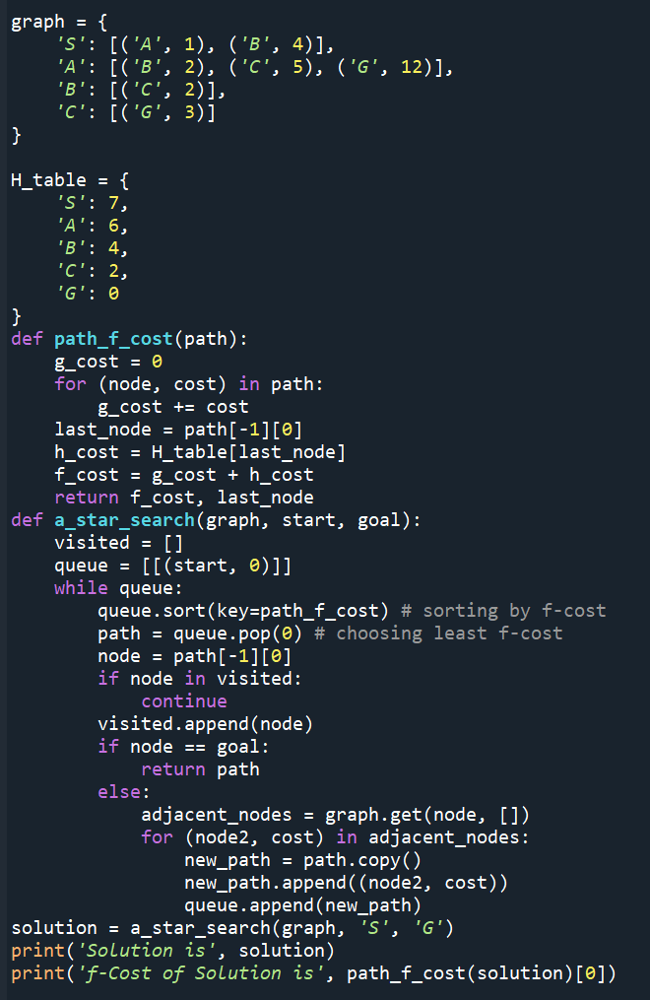 graph = {
    'S': [('A', 1), ('B', 4)],
    'A': [('B', 2), ('C', 5), ('G', 12)],
    'B': [('C', 2)],
    'C': [('G', 3)]
}

H_table = {
    'S': 7,
    'A': 6,
    'B': 4,
    'C': 2,
    'G': 0
}
def path_f_cost(path):
    g_cost = 0
    for (node, cost) in path:
        g_cost += cost
    last_node = path[-1][0]
    h_cost = H_table[last_node]
    f_cost = g_cost + h_cost
    return f_cost, last_node
def a_star_search(graph, start, goal):
    visited = []
    queue = [[(start, 0)]]
    while queue:
        queue.sort(key=path_f_cost) # sorting by f-cost
        path = queue.pop(0) # choosing least f-cost
        node = path[-1][0]
        if node in visited:
            continue
        visited.append(node)
        if node == goal:
            return path
        else:
            adjacent_nodes = graph.get(node, [])
            for (node2, cost) in adjacent_nodes:
                new_path = path.copy()
                new_path.append((node2, cost))
                queue.append(new_path)
solution = a_star_search(graph, 'S', 'G')
print('Solution is', solution)
print('f-Cost of Solution is', path_f_cost(solution)[0])